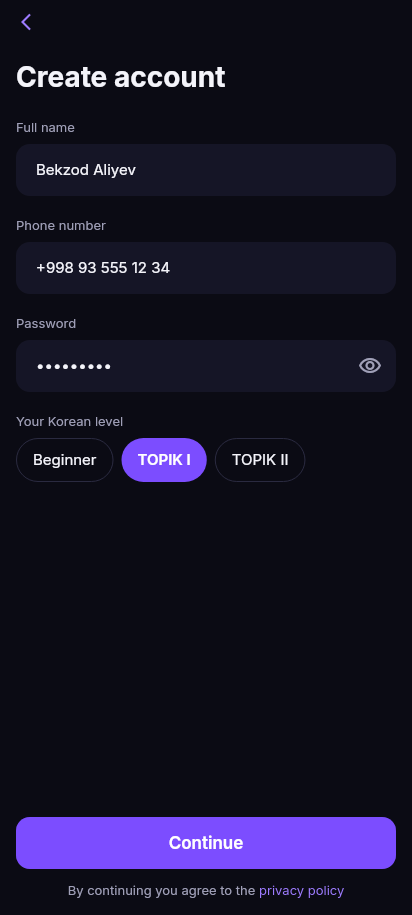 Create account
Full name
Bekzod Aliyev
Phone number
+998 93 555 12 34
Password
•••••••••
Your Korean level
Beginner TOPIK I TOPIK II
Continue
By continuing you agree to the privacy policy